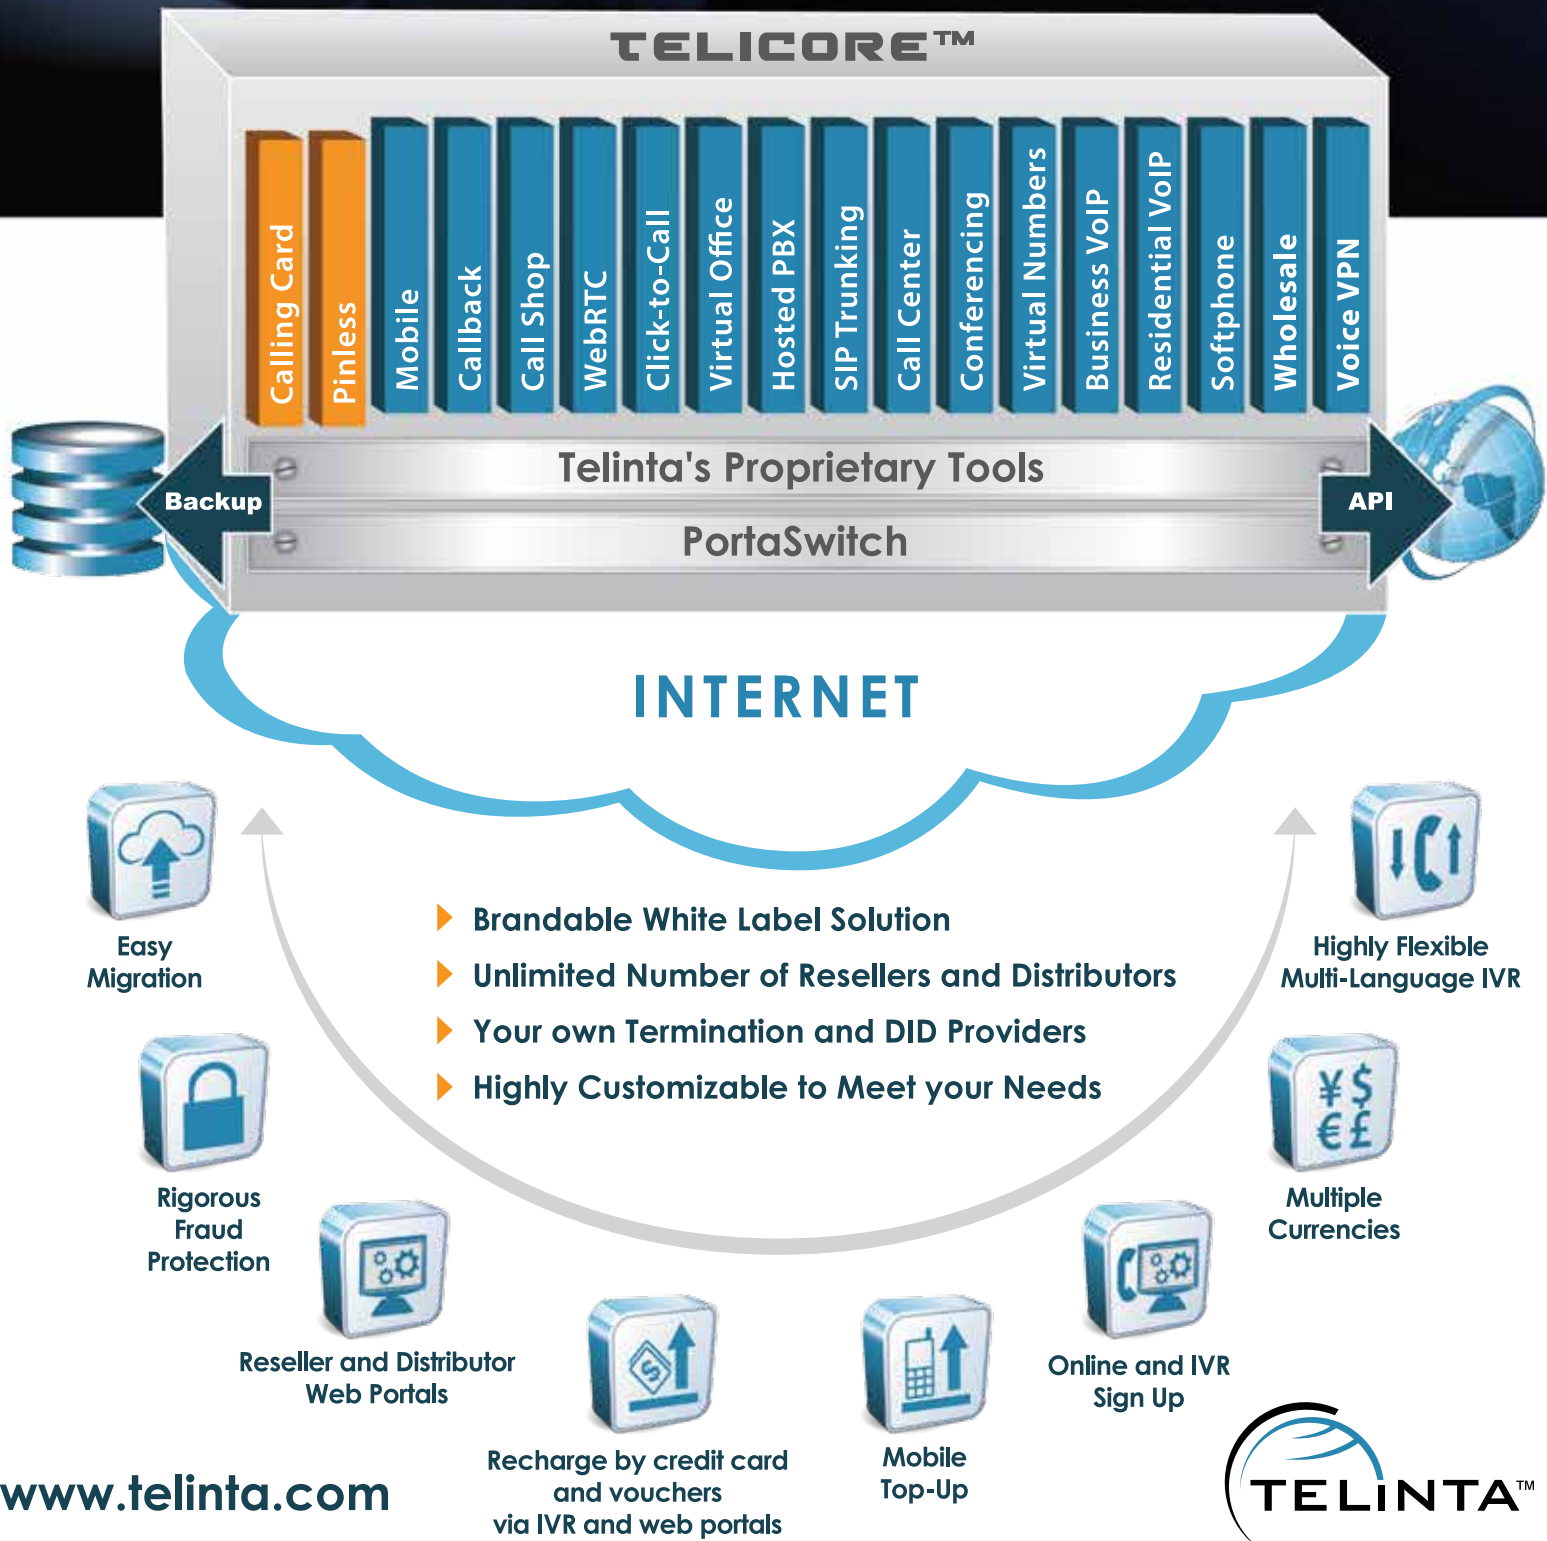 TELICORE™
Calling Card
Pinless
Mobile
Callback
Call Shop
WebRTC
Click-to-Call
Virtual Office
Hosted PBX
SIP Trunking
Call Center
Conferencing
Virtual Numbers
Business VoIP
Residential VoIP
Softphone
Wholesale
Voice VPN
Telinta's Proprietary Tools
Backup
API
PortaSwitch
INTERNET
Brandable White Label Solution
Unlimited Number of Resellers and Distributors
Your own Termination and DID Providers
Highly Customizable to Meet your Needs
Easy
Migration
Rigorous
Fraud
Protection
Reseller and Distributor
Web Portals
$
Recharge by credit card
and vouchers
via IVR and web portals
Mobile
Top-Up
Online and IVR
Sign Up
¥ $
€ £
Multiple
Currencies
Highly Flexible
Multi-Language IVR
www.telinta.com
TELINTA™